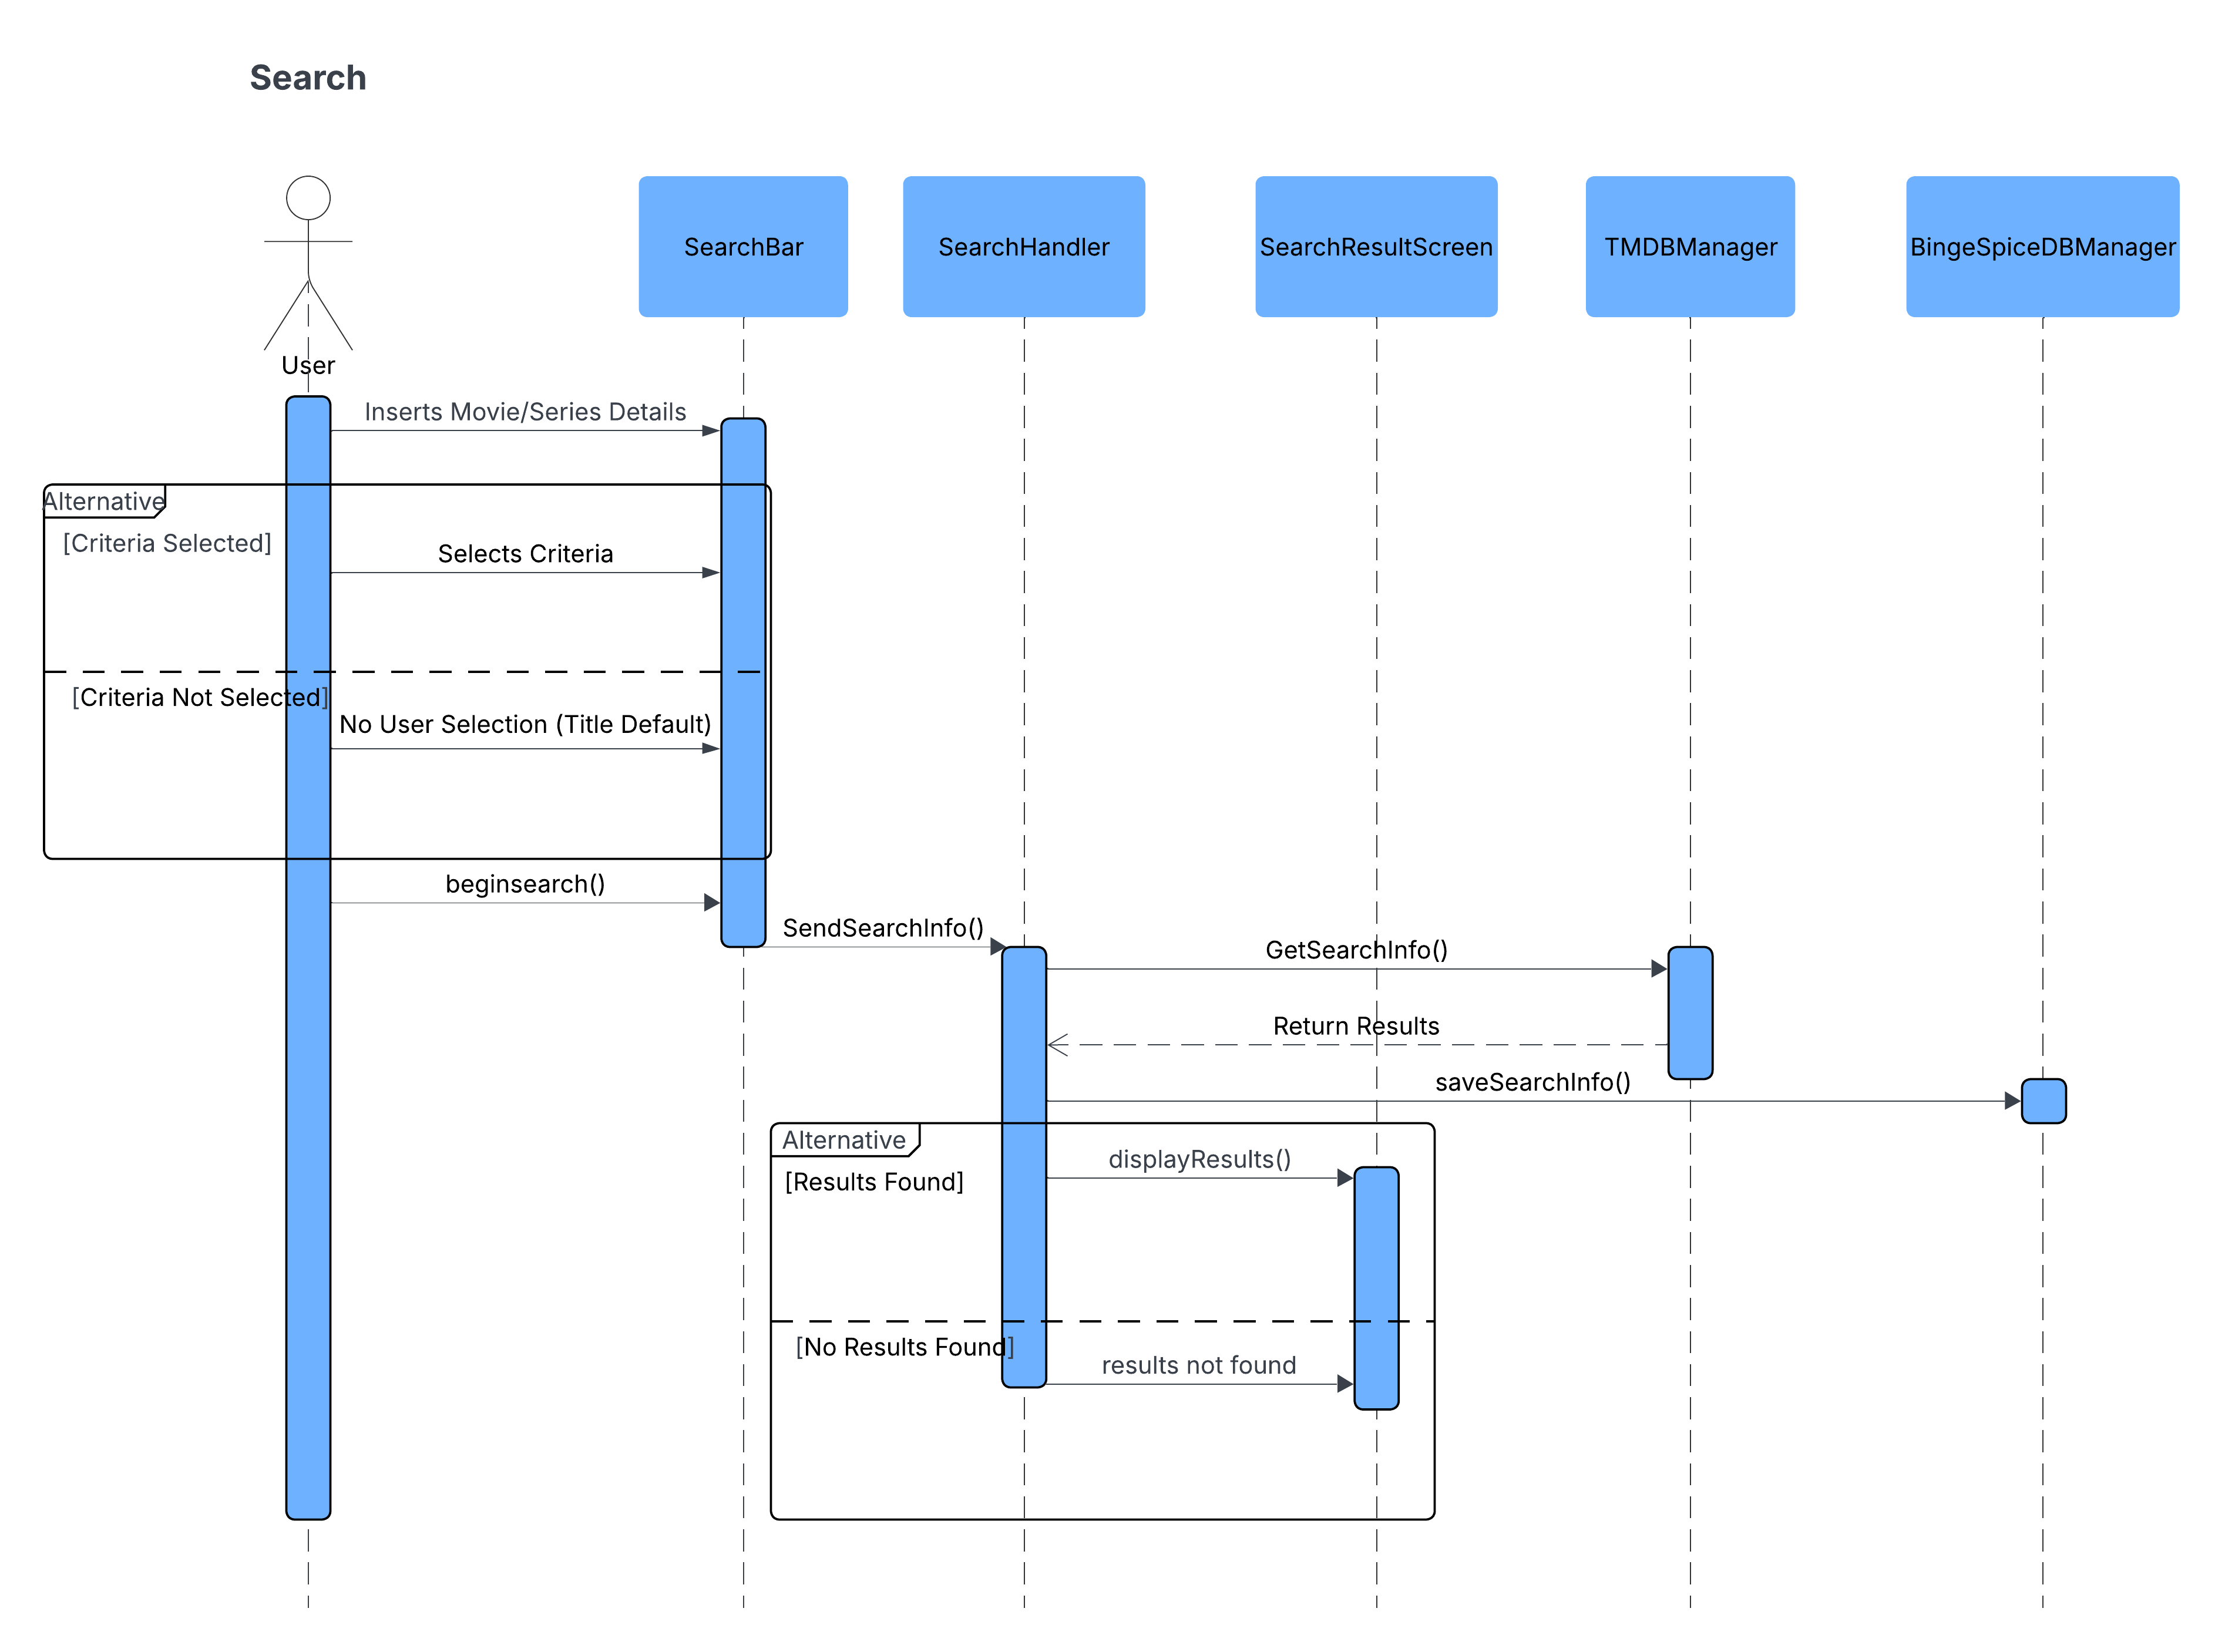 Search
User
SearchBar
SearchHandler
SearchResultScreen
TMDBManager
BingeSpiceDBManager
Inserts Movie/Series Details
Alternative
[Criteria Selected]
Selects Criteria
[Criteria Not Selected]
No User Selection (Title Default)
beginsearch()
SendSearchInfo()
GetSearchInfo()
Return Results
saveSearchInfo()
Alternative
displayResults()
[Results Found]
[No Results Found]
results not found